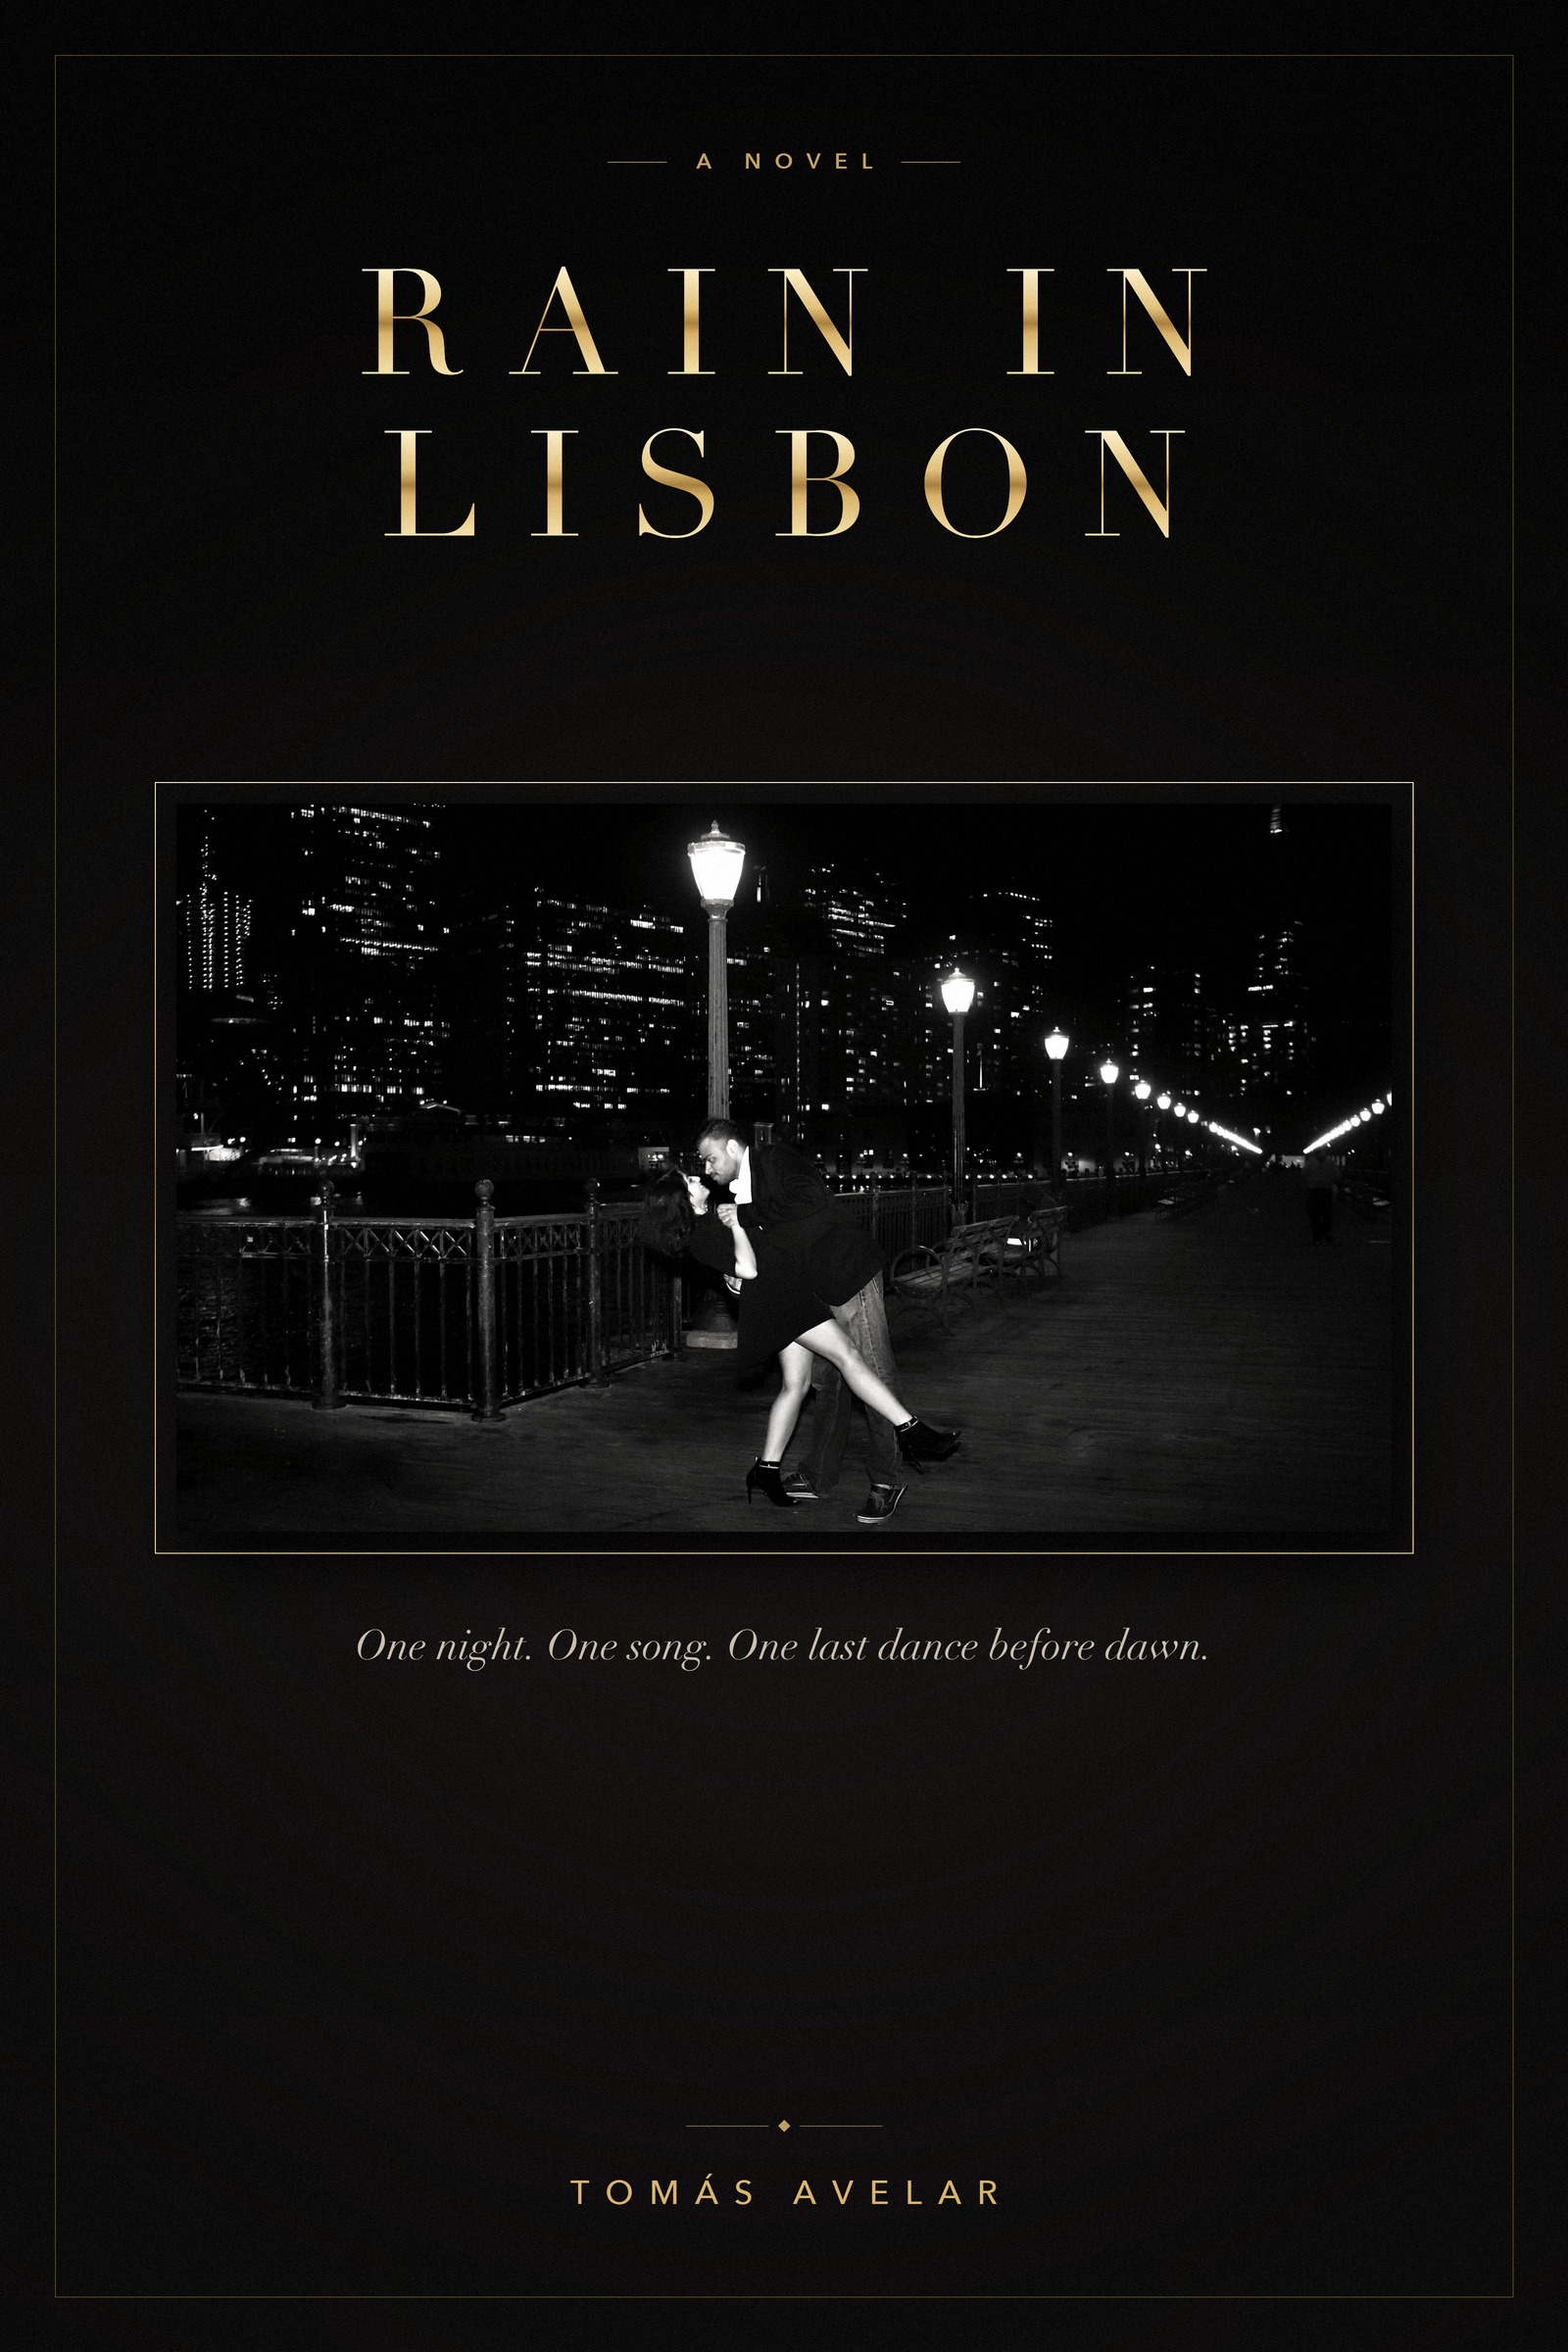 A NOVEL
RAIN IN
LISBON
One night. One song. One last dance before dawn.
TOMÁS AVELAR